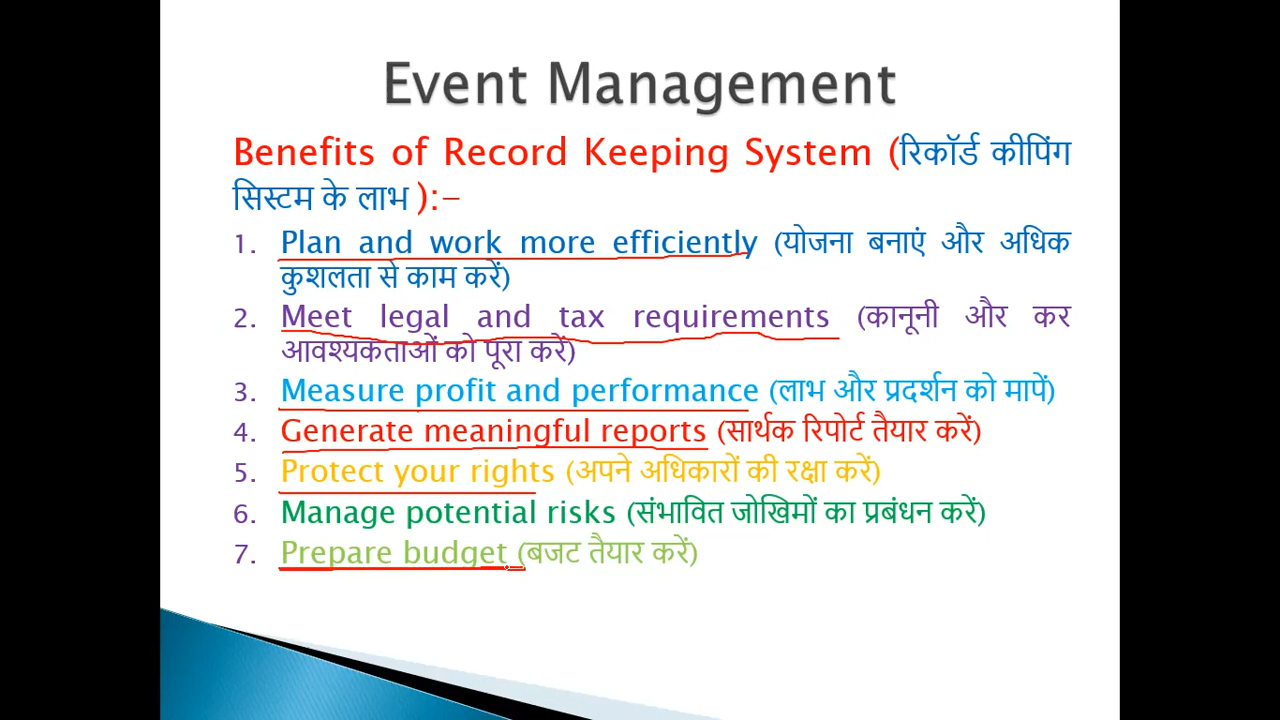 Event Management
Benefits of Record Keeping System (रिकॉर्ड कीपिंग
सिस्टम के लाभ ):-
1. Plan and work more efficiently (योजना बनाएं और अधिक
कुशलता से काम करें)
2. Meet legal and tax requirements (कानूनी और कर
आवश्यकताओं को पूरा करें)
3. Measure profit and performance (लाभ और प्रदर्शन को मापें)
4. Generate meaningful reports (सार्थक रिपोर्ट तैयार करें)
5. Protect your rights (अपने अधिकारों की रक्षा करें)
6. Manage potential risks (संभावित जोखिमों का प्रबंधन करें)
7. Prepare budget (बजट तैयार करें)